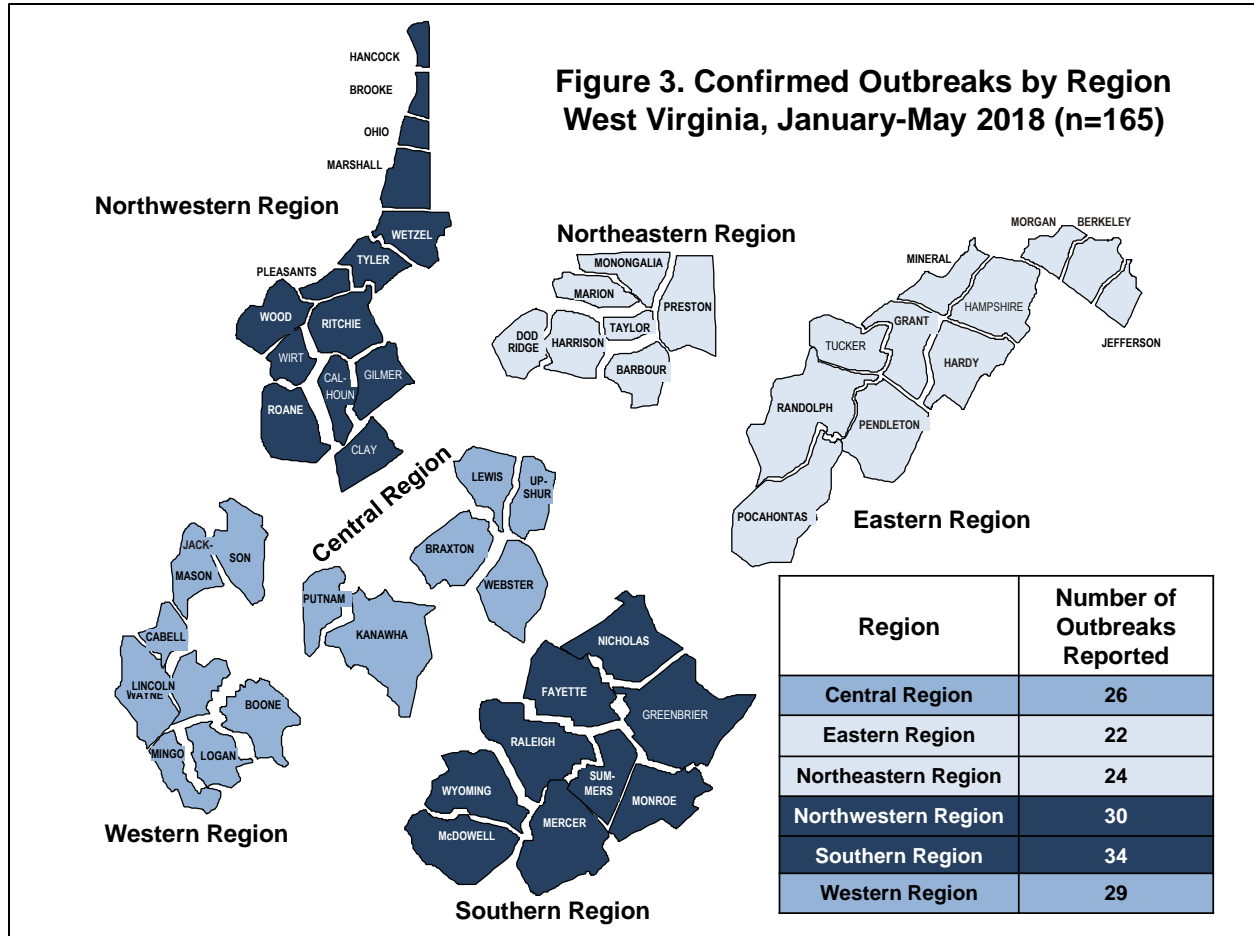 Figure 3. Confirmed Outbreaks by Region
West Virginia, January-May 2018 (n=165)
HANCOCK
BROOKE
OHIO
MARSHALL
Northwestern Region
WETZEL
TYLER
PLEASANTS
WOOD
RITCHIE
WIRT
CAL-
HOUN
GILMER
ROANE
CLAY
Northeastern Region
MONONGALIA
MARION
PRESTON
TAYLOR
DOD
RIDGE
HARRISON
BARBOUR
MORGAN
BERKELEY
MINERAL
HAMPSHIRE
GRANT
JEFFERSON
TUCKER
HARDY
RANDOLPH
PENDLETON
POCAHONTAS
Eastern Region
Central Region
LEWIS
UP-
SHUR
BRAXTON
WEBSTER
PUTNAM
KANAWHA
JACK-
SON
MASON
CABELL
LINCOLN
WAYNE
BOONE
MINGO
LOGAN
Western Region
NICHOLAS
FAYETTE
GREENBRIER
RALEIGH
SUM-
MERS
WYOMING
MONROE
MERCER
McDOWELL
Southern Region
Region
Number of
Outbreaks
Reported
Central Region 26
Eastern Region 22
Northeastern Region 24
Northwestern Region 30
Southern Region 34
Western Region 29